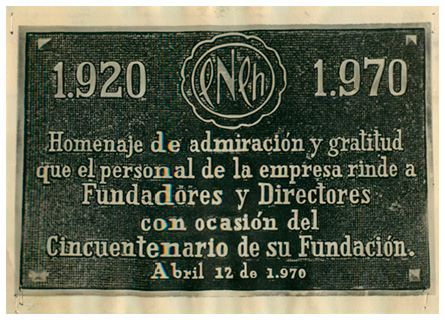 1.920 1.970
Homenaje de admiración y gratitud
que el personal de la empresa rinde a
Fundadores y Directores
con ocasión del
Cincuentenario de su Fundación.
Abril 12 de 1.970